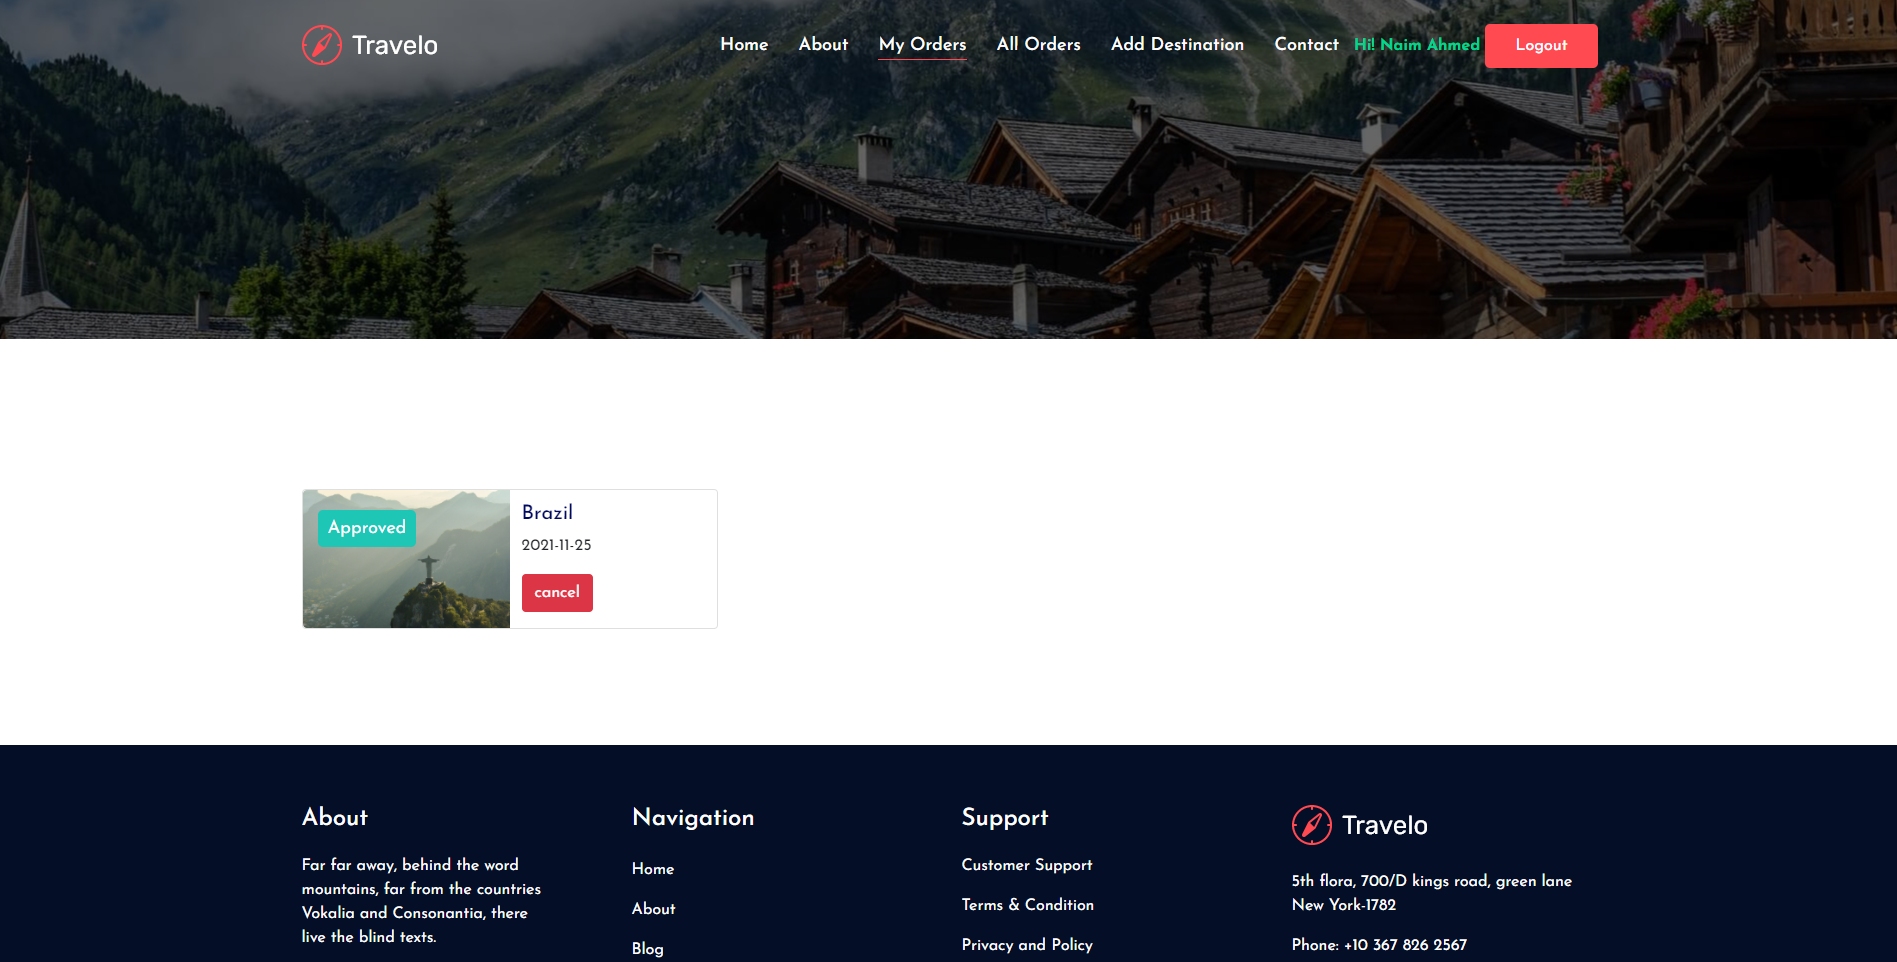 Travelo
Home About My Orders All Orders Add Destination Contact Hi! Naim Ahmed Logout
Approved
Brazil
2021-11-25
cancel
About
Far far away, behind the word
mountains, far from the countries
Vokalia and Consonantia, there
live the blind texts.
Navigation
Home
About
Blog
Support
Customer Support
Terms & Condition
Privacy and Policy
Travelo
5th flora, 700/D kings road, green lane
New York-1782
Phone: +10 367 826 2567